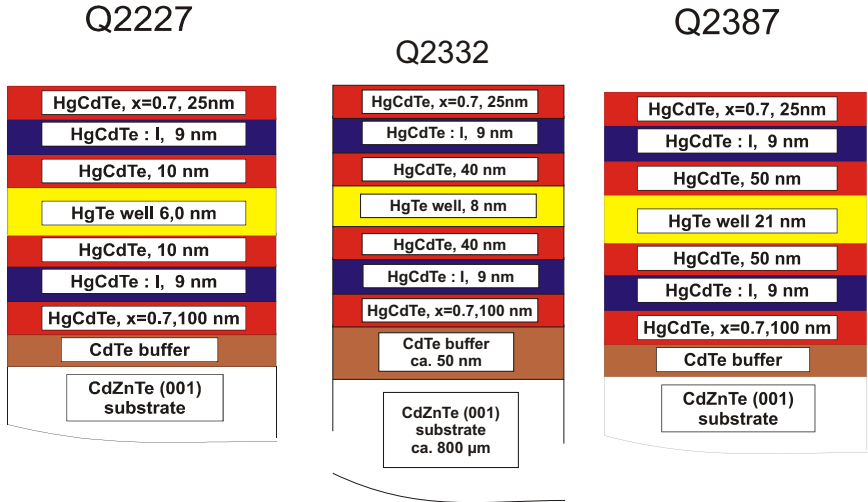 Q2227
HgCdTe, x=0.7, 25nm
HgCdTe : I, 9 nm
HgCdTe, 10 nm
HgTe well 6,0 nm
HgCdTe, 10 nm
HgCdTe : I, 9 nm
HgCdTe, x=0.7,100 nm
CdTe buffer
CdZnTe (001)
substrate
Q2332
HgCdTe, x=0.7, 25nm
HgCdTe : I, 9 nm
HgCdTe, 40 nm
HgTe well, 8 nm
HgCdTe, 40 nm
HgCdTe : I, 9 nm
HgCdTe, x=0.7,100 nm
CdTe buffer
ca. 50 nm
CdZnTe (001)
substrate
ca. 800 µm
Q2387
HgCdTe, x=0.7, 25nm
HgCdTe : I, 9 nm
HgCdTe, 50 nm
HgTe well 21 nm
HgCdTe, 50 nm
HgCdTe : I, 9 nm
HgCdTe, x=0.7,100 nm
CdTe buffer
CdZnTe (001)
substrate